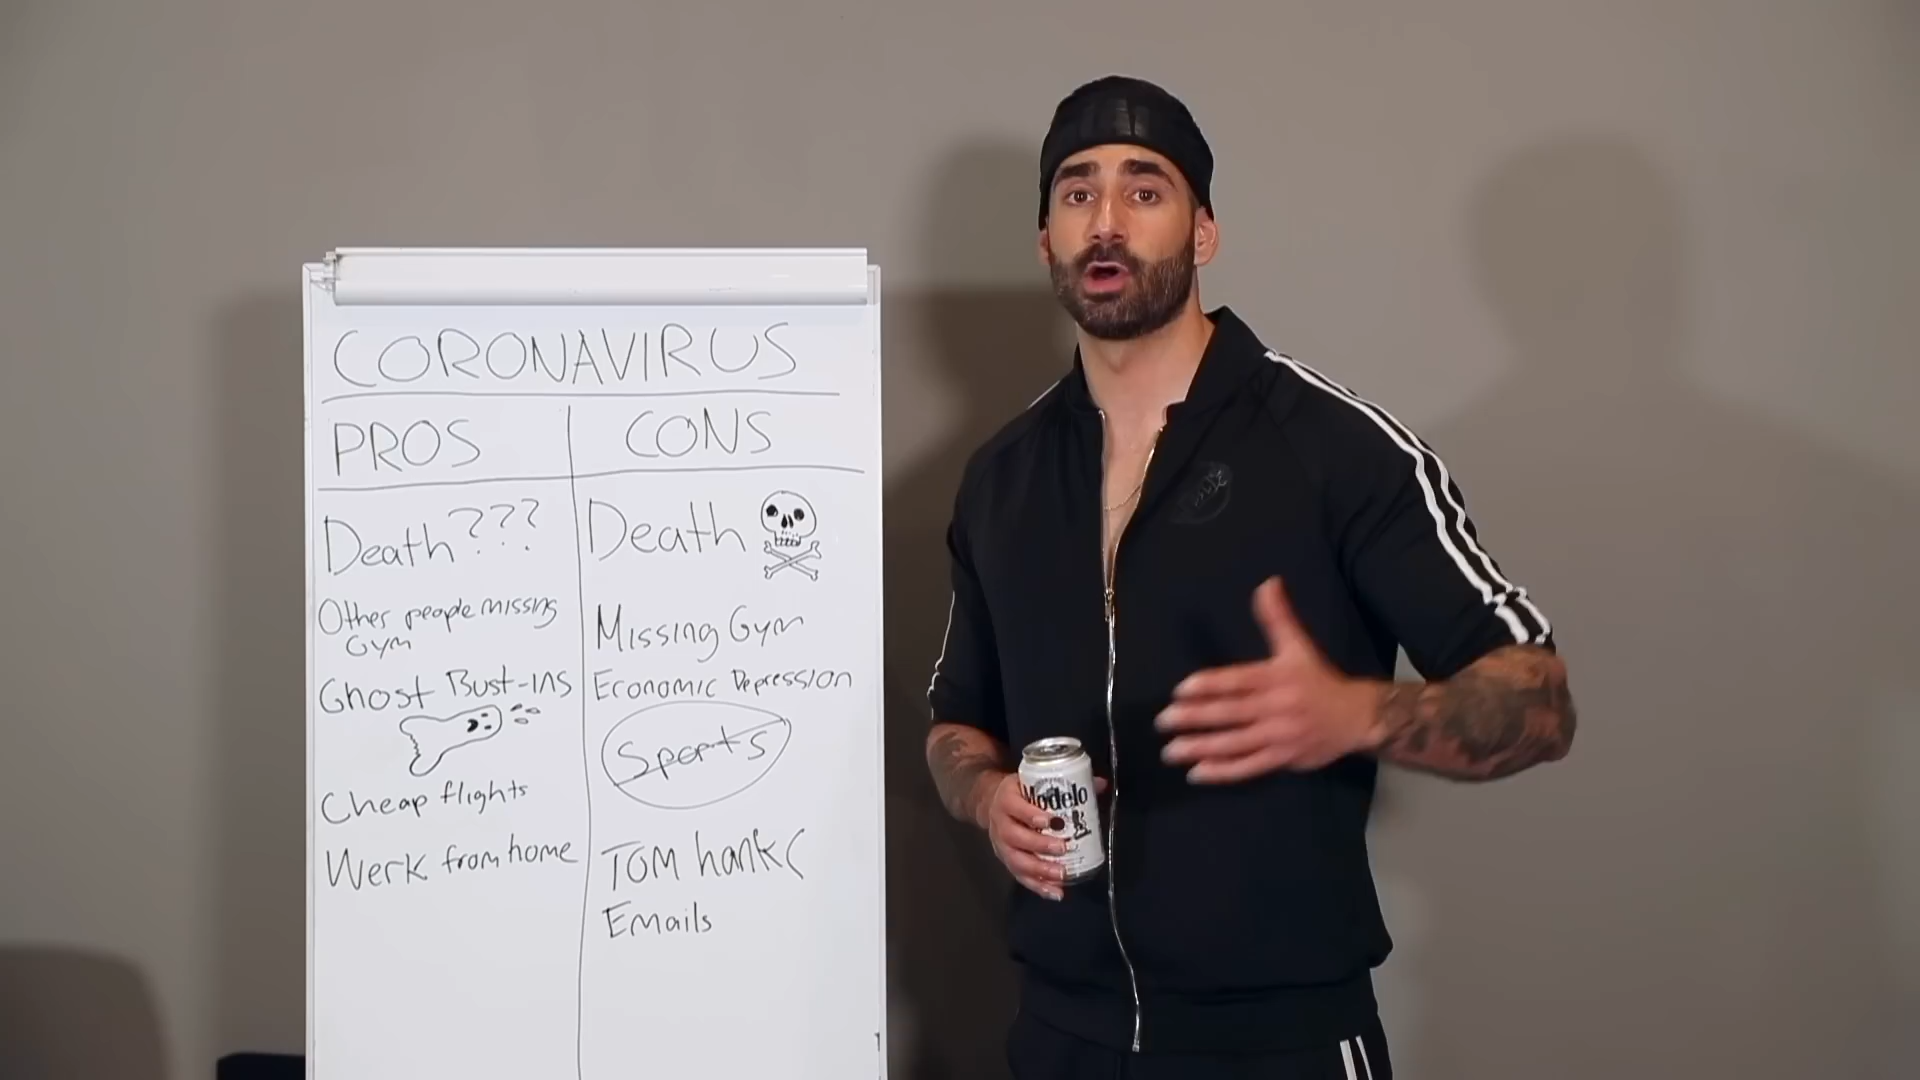 CORONAVIRUS
PROS
CONS
Death???
Other people missing
Gym
Ghost Bust-ins
Cheap flights
Werk from home
Death
Missing Gym
Economic Depression
Sports
Tom hank(
Emails
Modelo